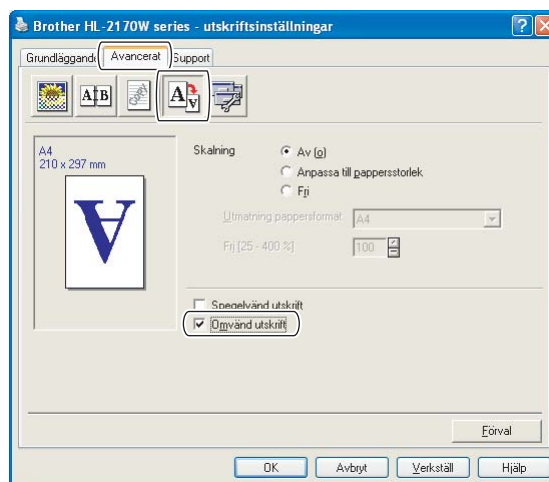 Brother HL-2170W series - utskriftsinställningar
Grundläggande Avancerat Support
A B
A A
A4
210 x 297 mm
A
Skalning
Av (o)
Anpassa till pappersstorlek
Fri
Utmatning pappersformat
A4
Fri [25 - 400 %]
100
Spegelvänd utskrift
Omvänd utskrift
Förval
OK Avbryt Verkställ Hjälp